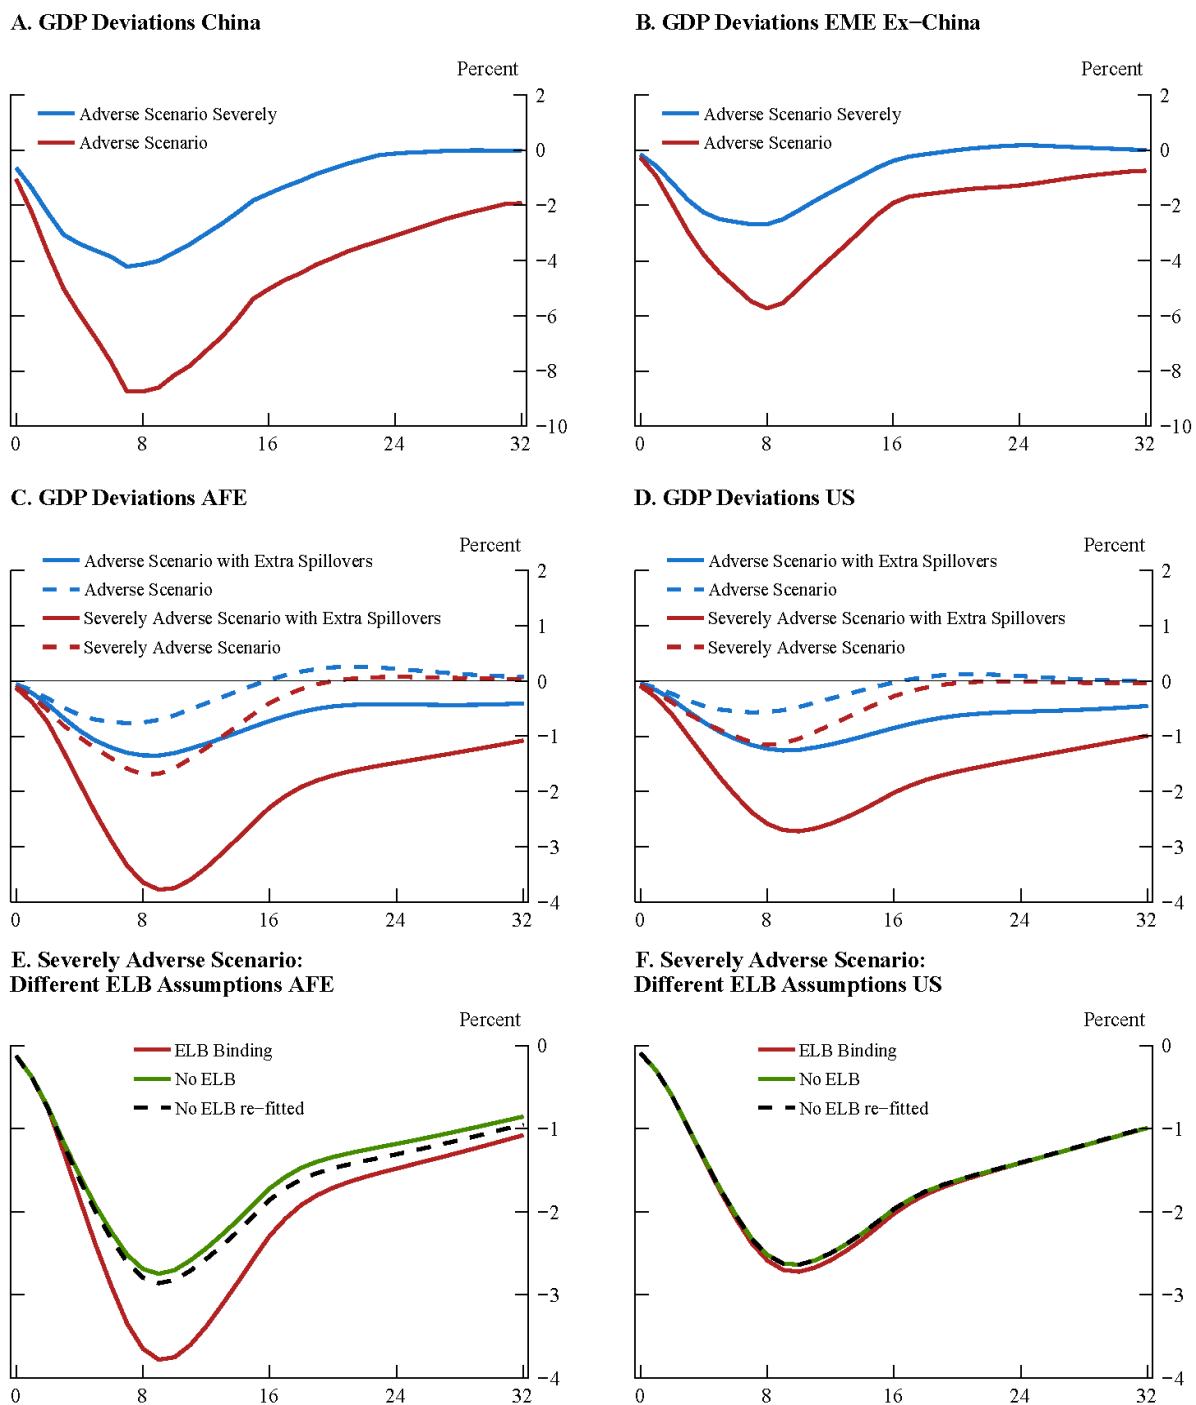 A. GDP Deviations China
Percent
Adverse Scenario Severely
Adverse Scenario
2
0
−2
−4
−6
−8
−10
0 8 16 24 32
B. GDP Deviations EME Ex−China
Percent
Adverse Scenario Severely
Adverse Scenario
2
0
−2
−4
−6
−8
−10
0 8 16 24 32
C. GDP Deviations AFE
Percent
Adverse Scenario with Extra Spillovers
Adverse Scenario
Severely Adverse Scenario with Extra Spillovers
Severely Adverse Scenario
2
1
0
−1
−2
−3
−4
0 8 16 24 32
D. GDP Deviations US
Percent
Adverse Scenario with Extra Spillovers
Adverse Scenario
Severely Adverse Scenario with Extra Spillovers
Severely Adverse Scenario
2
1
0
−1
−2
−3
−4
0 8 16 24 32
E. Severely Adverse Scenario:
Different ELB Assumptions AFE
Percent
ELB Binding
No ELB
No ELB re−fitted
0
−1
−2
−3
−4
0 8 16 24 32
F. Severely Adverse Scenario:
Different ELB Assumptions US
Percent
ELB Binding
No ELB
No ELB re−fitted
0
−1
−2
−3
−4
0 8 16 24 32